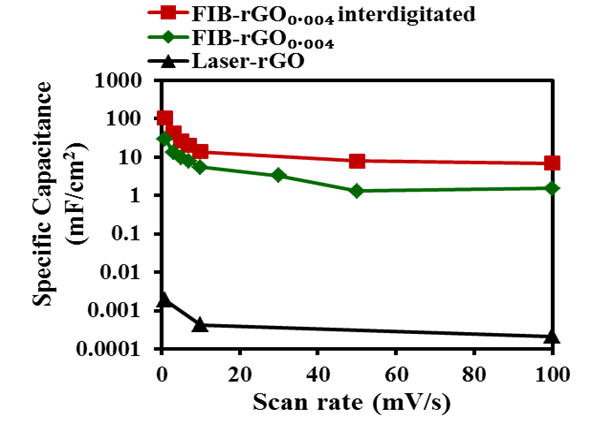 FIB-rGO₀.₀₀₄ interdigitated
FIB-rGO₀.₀₀₄
Laser-rGO
1000
100
10
1
0.1
0.01
0.001
0.0001
Specific Capacitance
(mF/cm²)
0 20 40 60 80 100
Scan rate (mV/s)